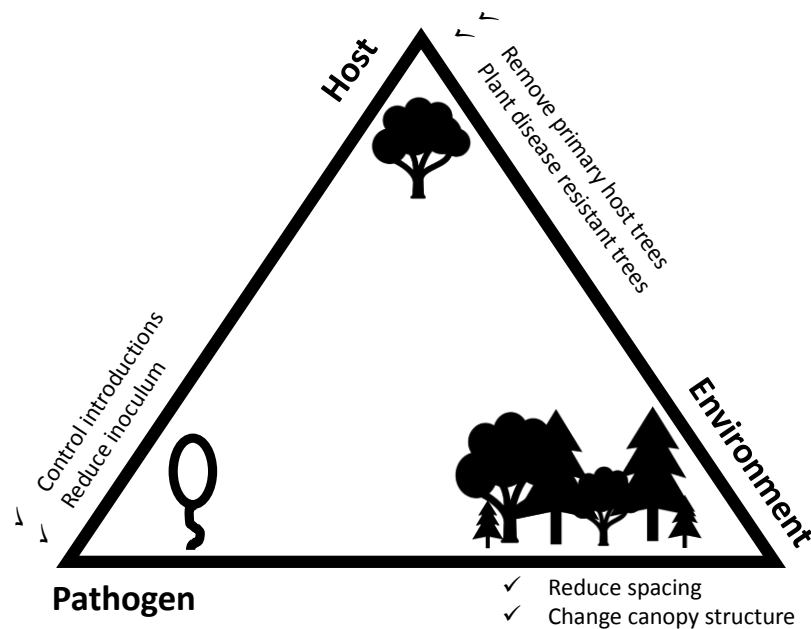 Host
✓ Remove primary host trees
✓ Plant disease resistant trees
✓ Control introductions
✓ Reduce inoculum
Environment
Pathogen
✓ Reduce spacing
✓ Change canopy structure